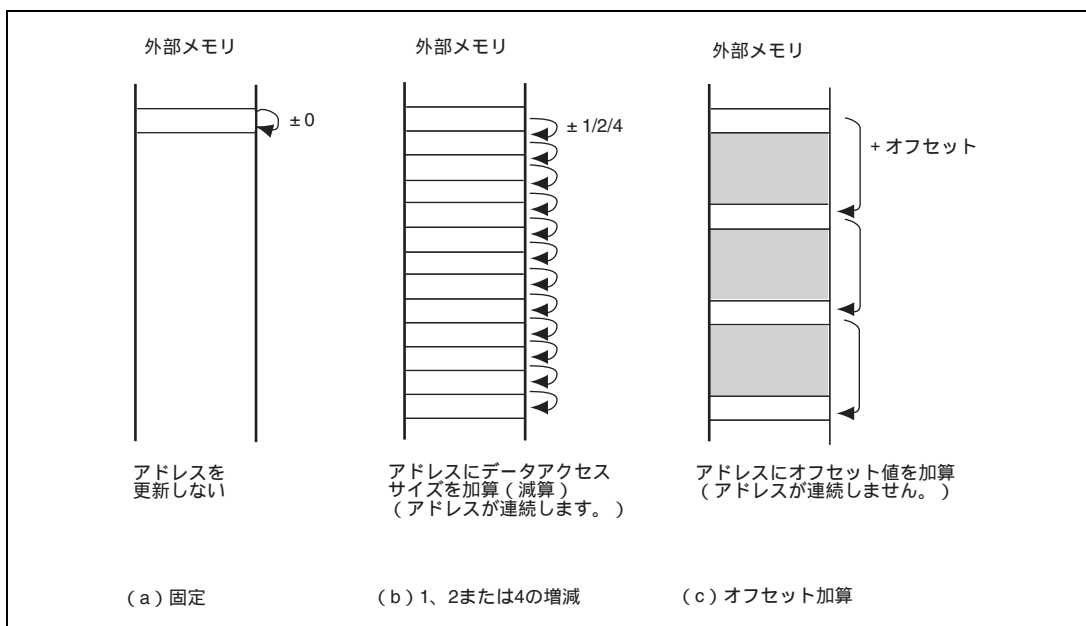 外部メモリ
± 0
アドレスを
更新しない
(a)固定
外部メモリ
± 1/2/4
アドレスにデータアクセス
サイズを加算(減算)
(アドレスが連続します。)
(b)1、2または4の増減
外部メモリ
+ オフセット
アドレスにオフセット値を加算
(アドレスが連続しません。)
(c)オフセット加算